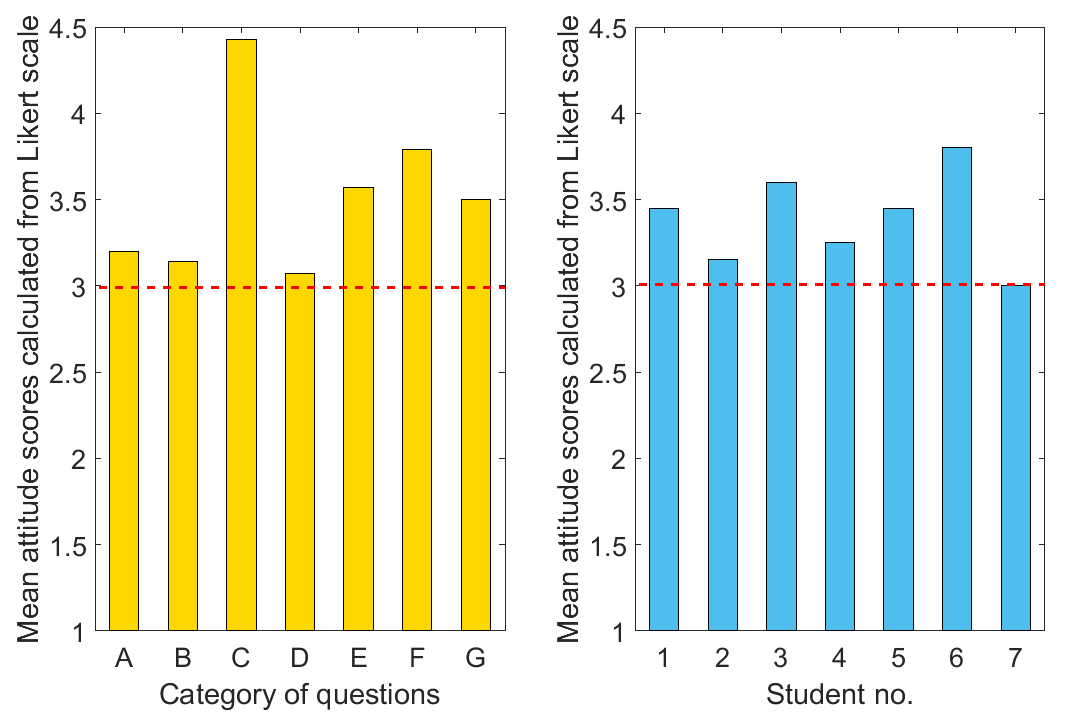 Mean attitude scores calculated from Likert scale
4.5
4
3.5
3
2.5
2
1.5
1
A B C D E F G
Category of questions
Mean attitude scores calculated from Likert scale
4.5
4
3.5
3
2.5
2
1.5
1
1 2 3 4 5 6 7
Student no.